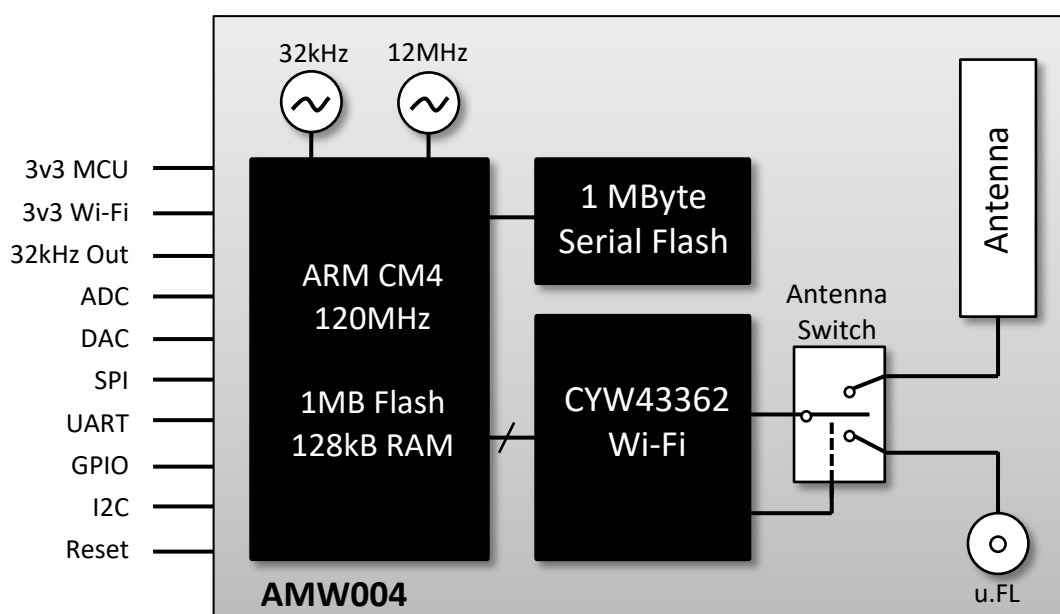 32kHz
12MHz
3v3 MCU
3v3 Wi-Fi
32kHz Out
ADC
DAC
SPI
UART
GPIO
I2C
Reset
ARM CM4
120MHz
1MB Flash
128kB RAM
1 MByte
Serial Flash
CYW43362
Wi-Fi
Antenna
Switch
Antenna
u.FL
AMW004